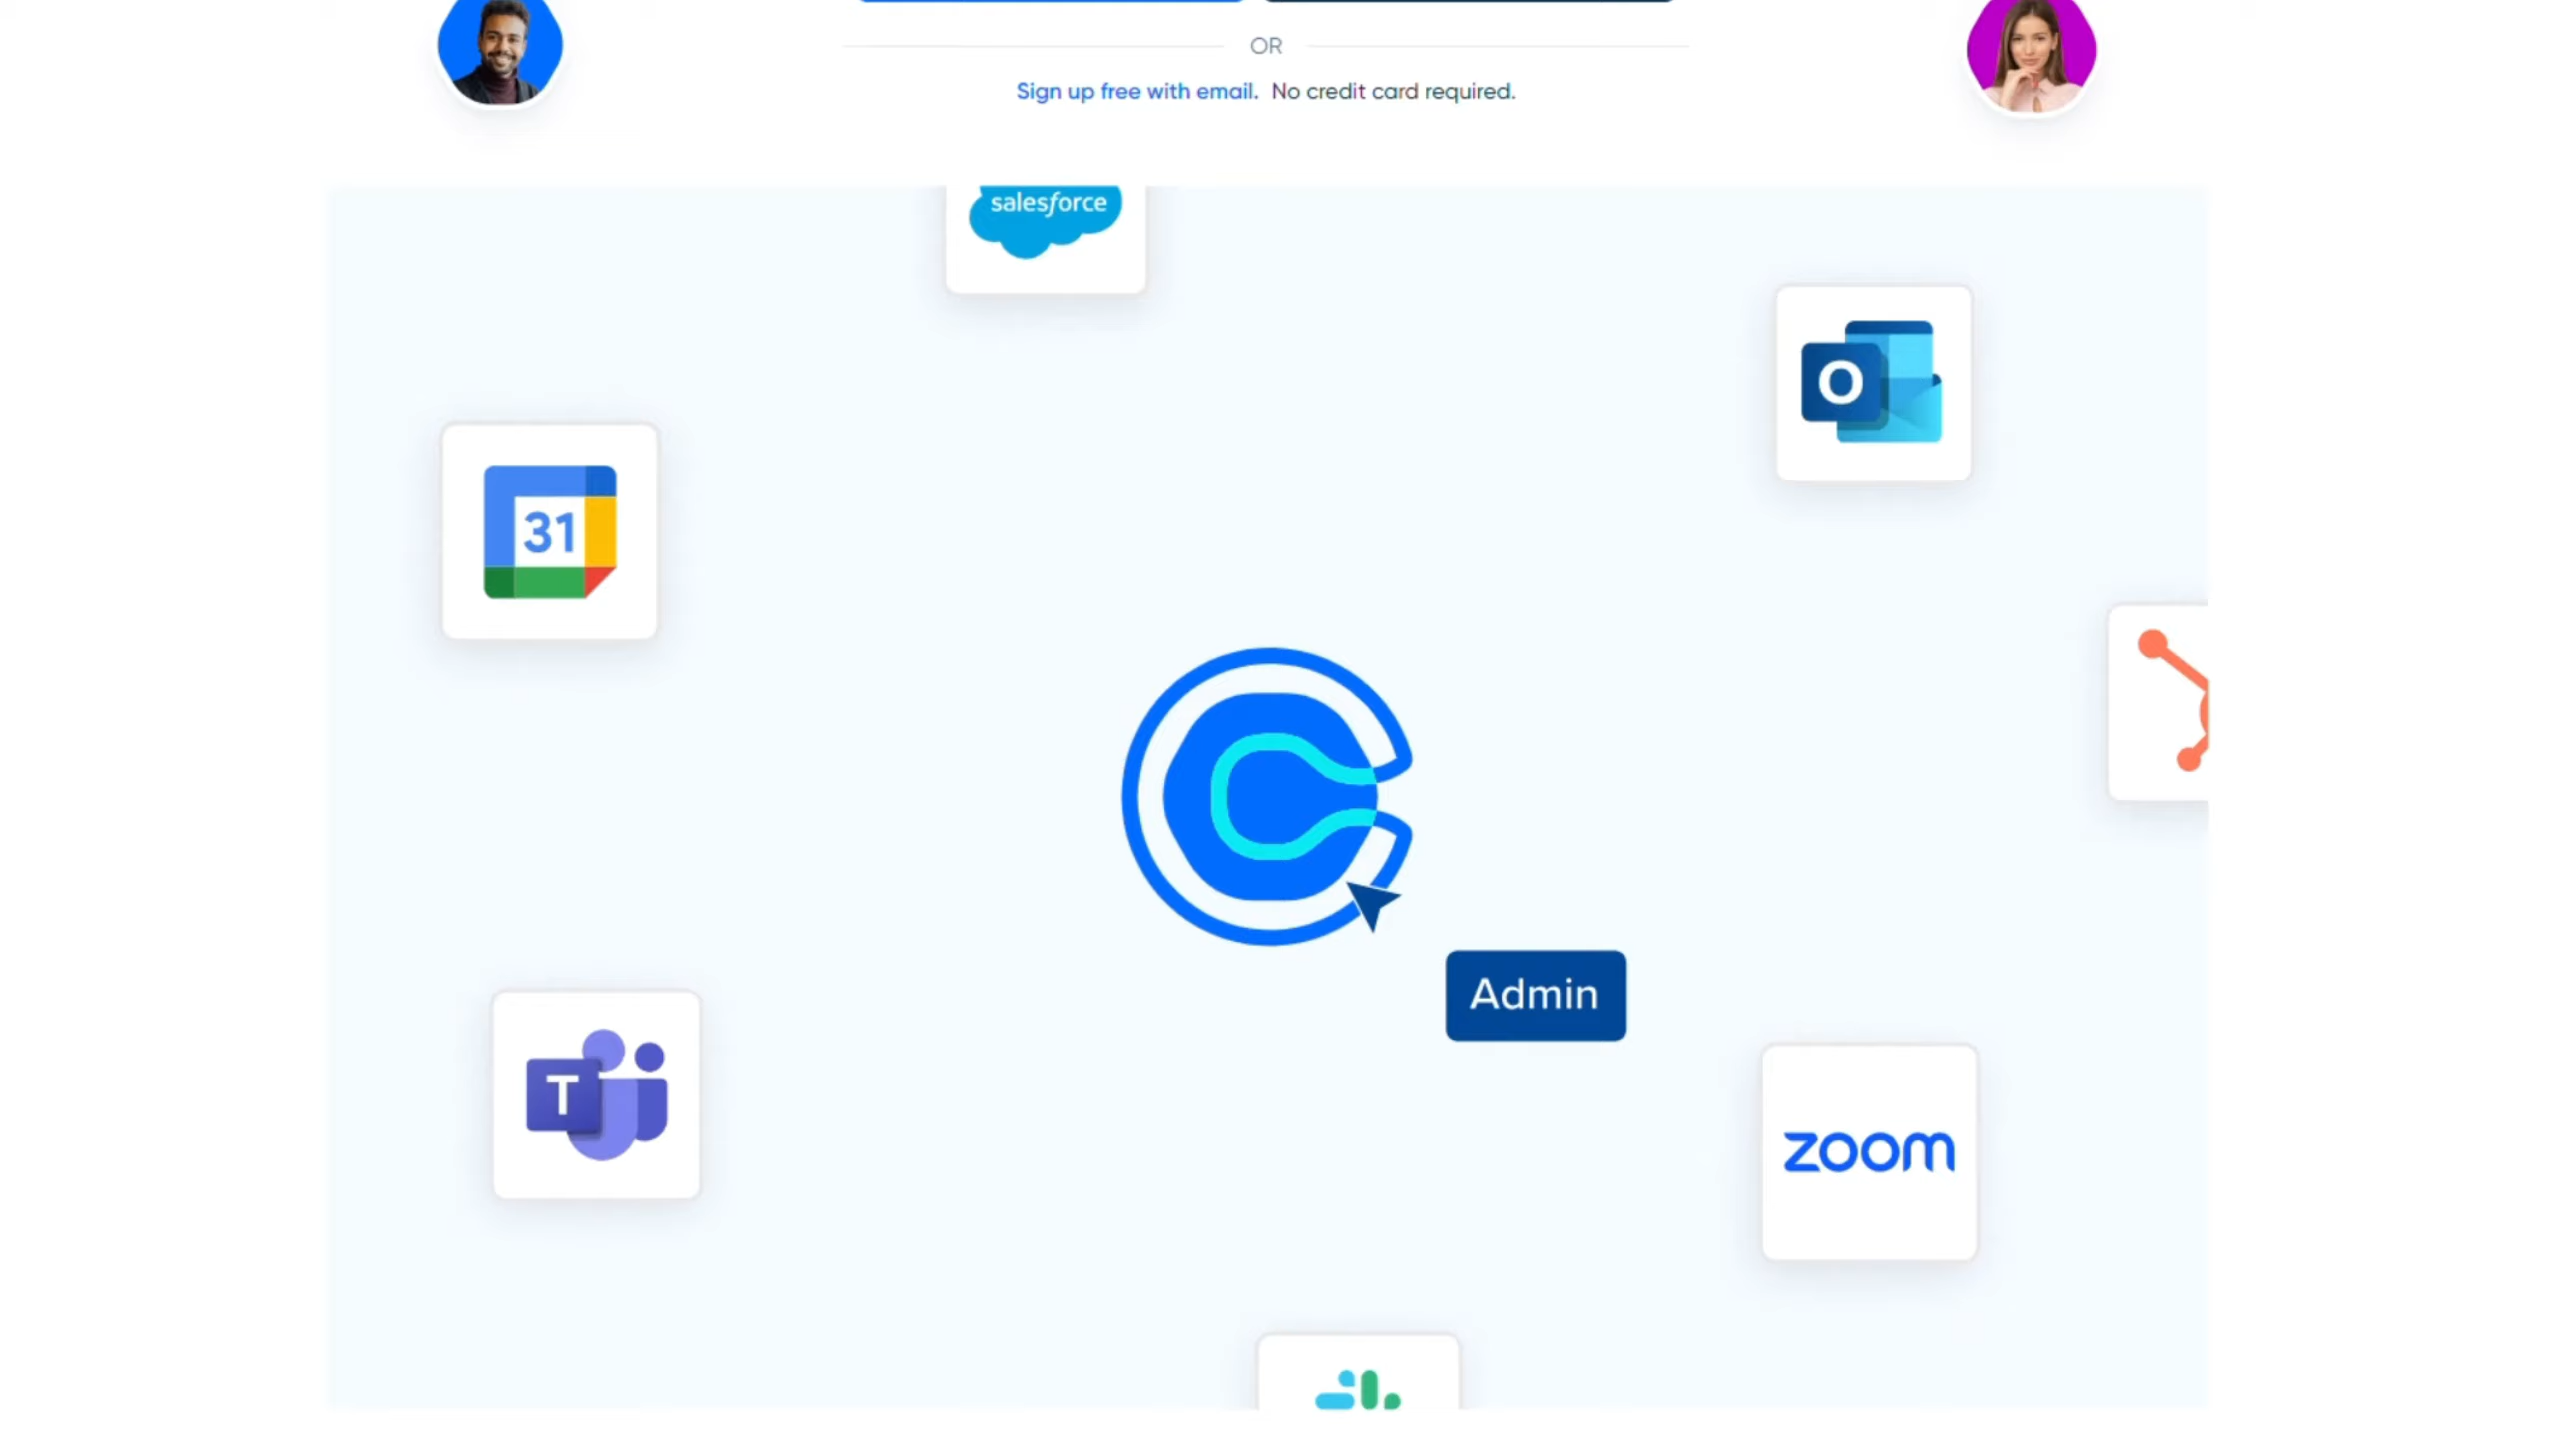 OR
Sign up free with email. No credit card required.
salesforce
O
31
Admin
T
zoom